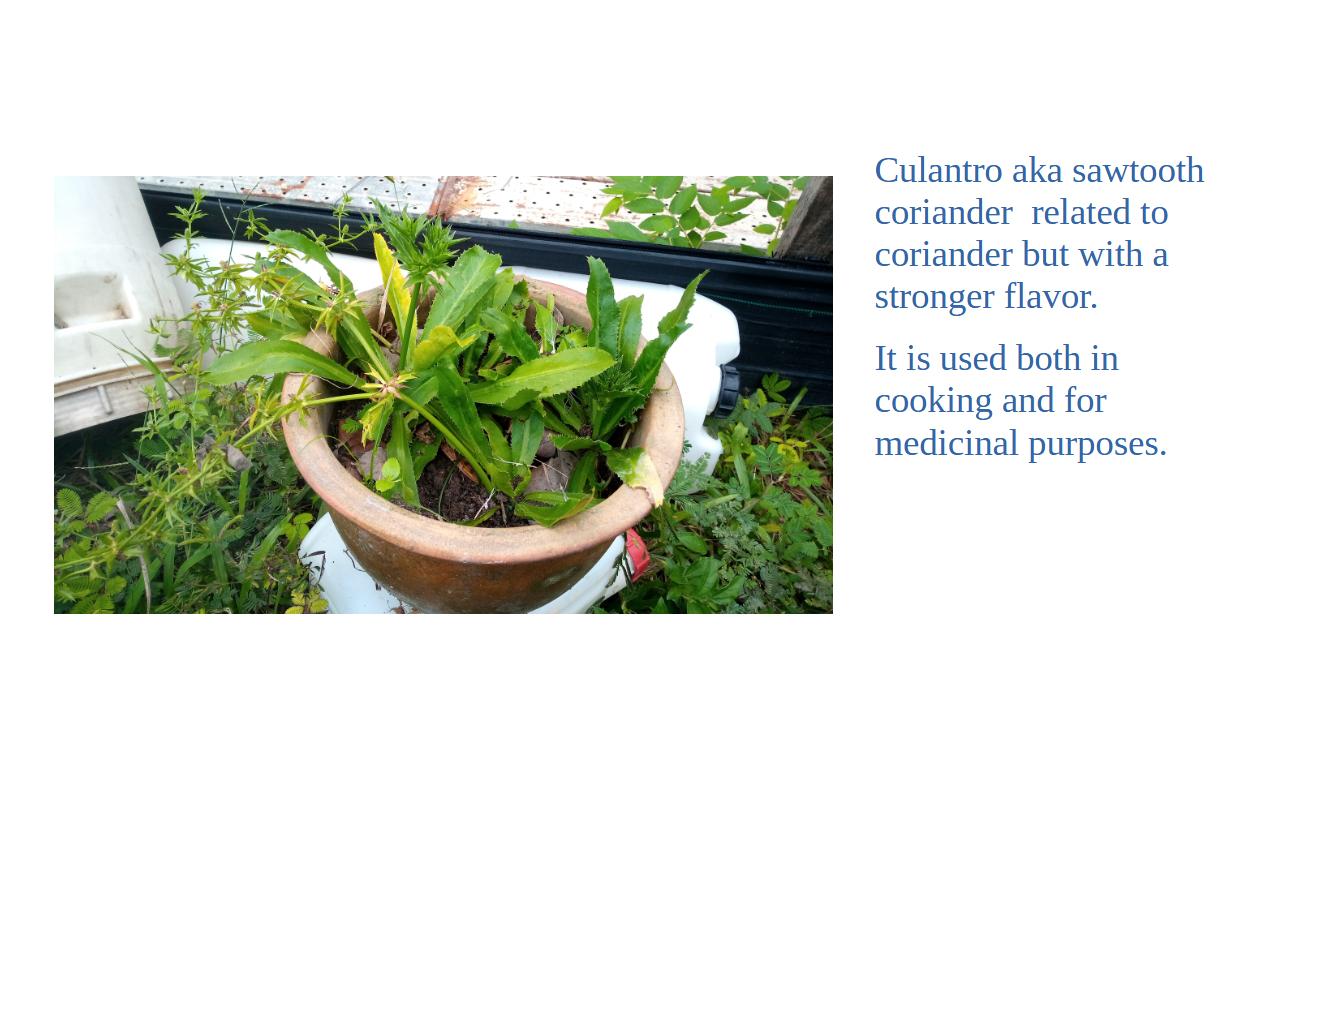 Culantro aka sawtooth
coriander  related to
coriander but with a
stronger flavor.
It is used both in
cooking and for
medicinal purposes.